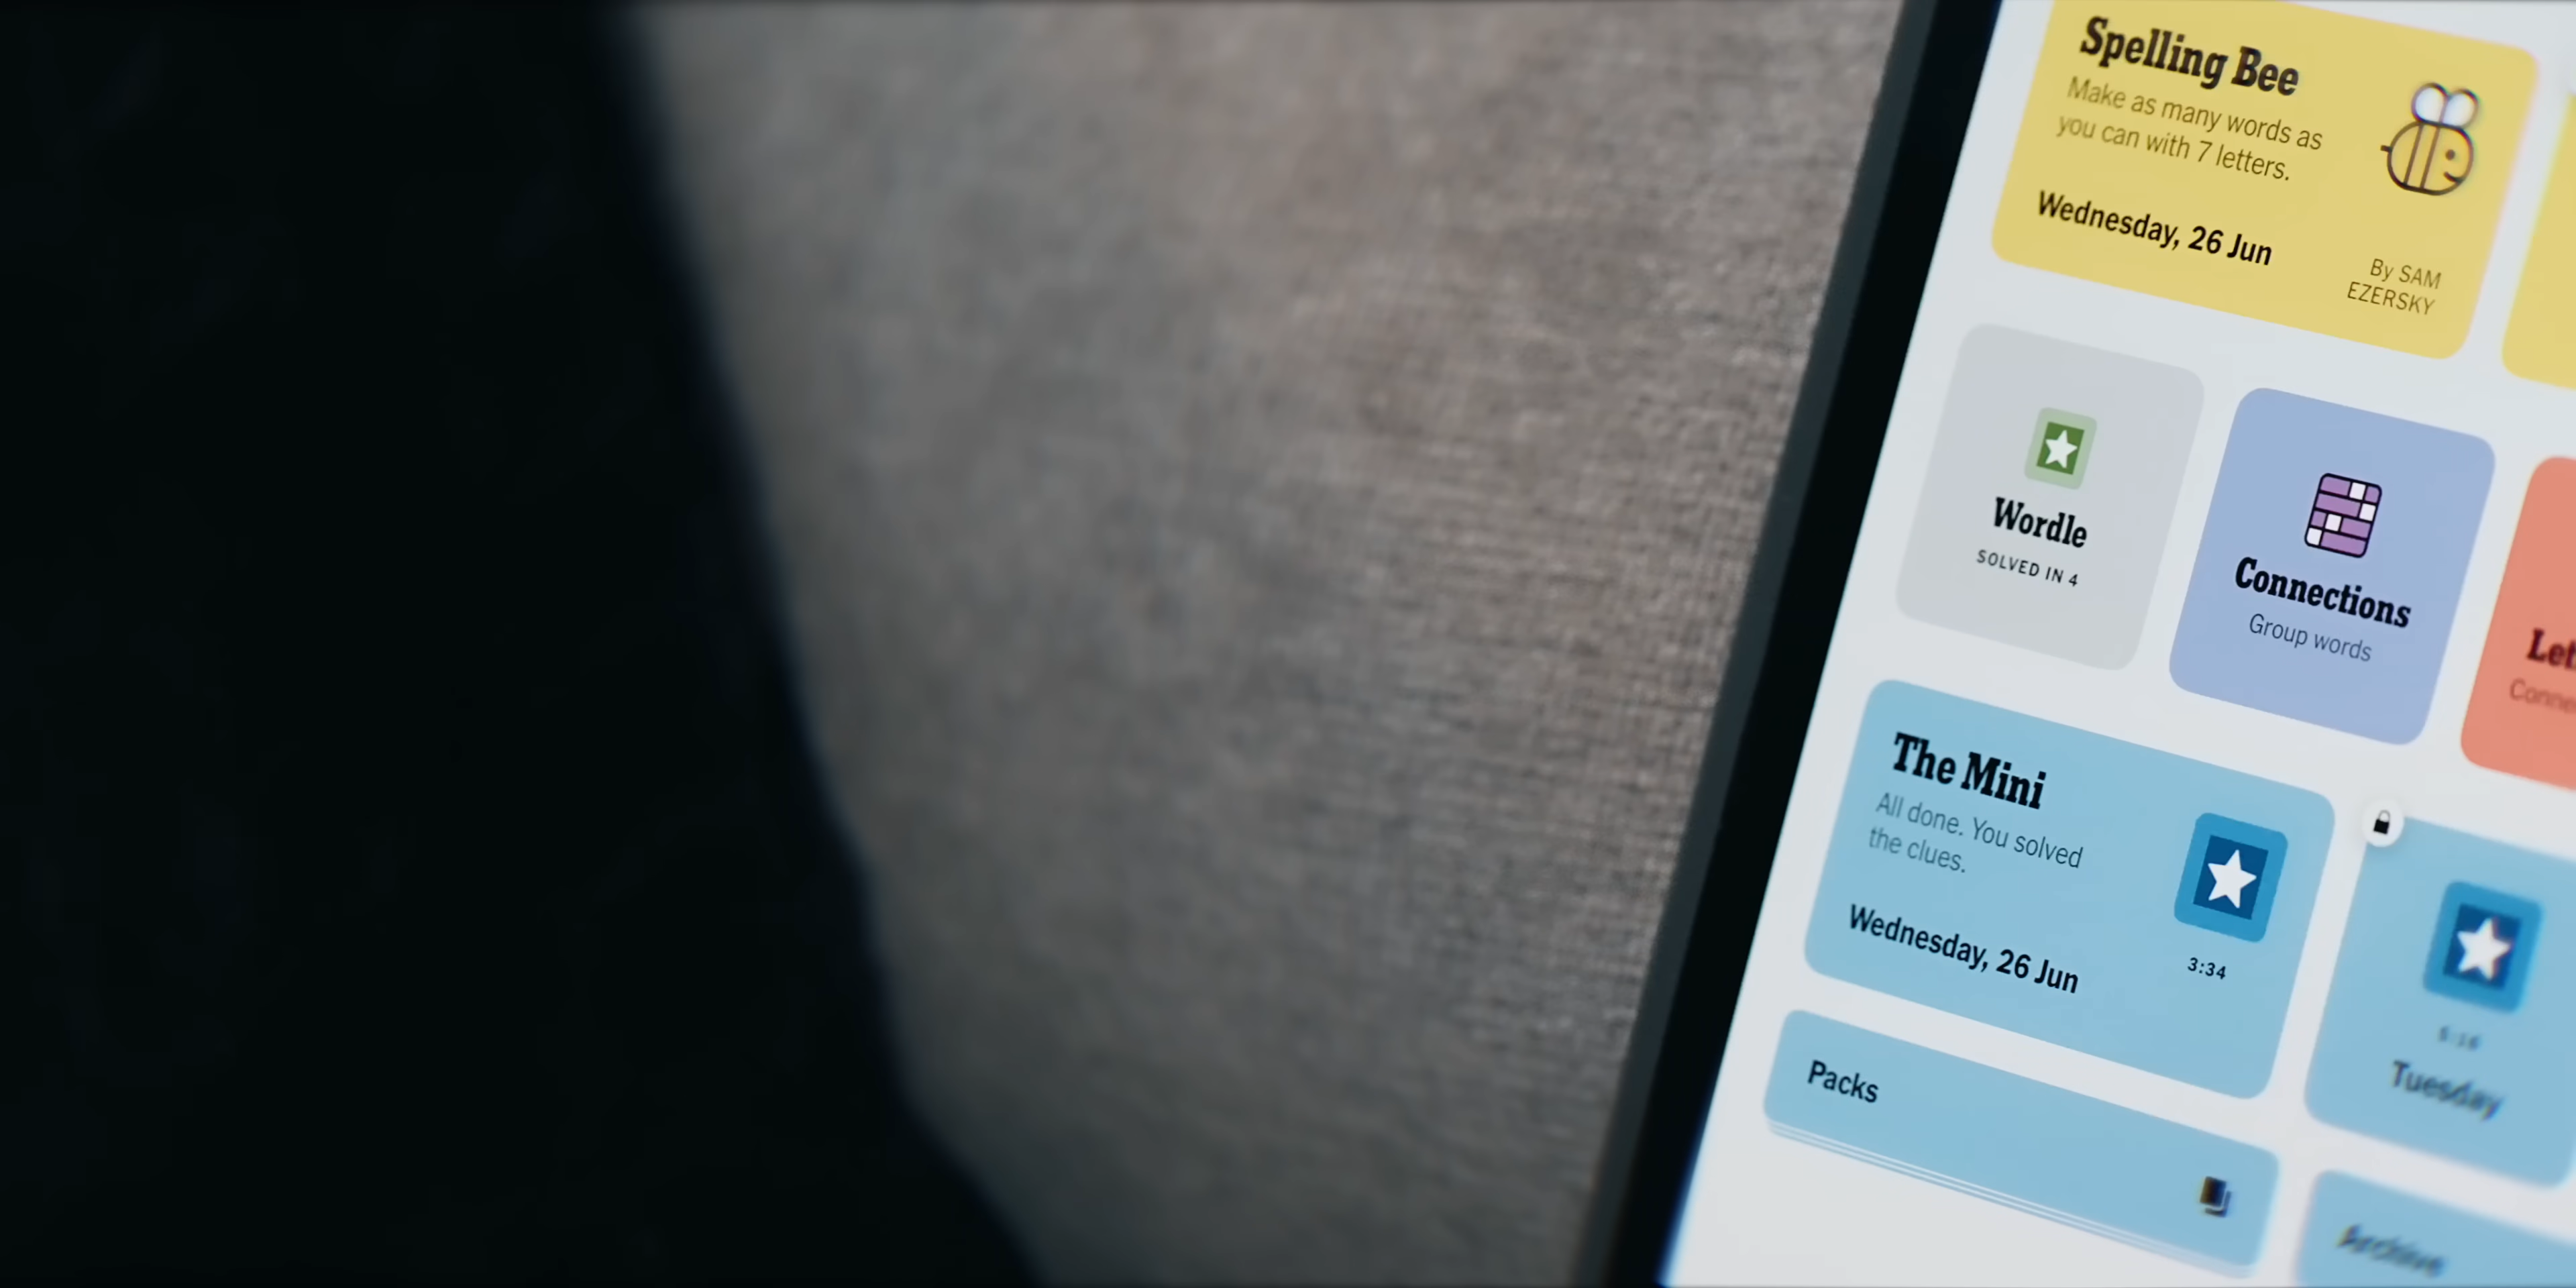 Spelling Bee
Make as many words as
you can with 7 letters.
Wednesday, 26 Jun
By SAM
EZERSKY
Wordle
SOLVED IN 4
Connections
Group words
The Mini
All done. You solved
the clues.
Wednesday, 26 Jun
3:34
Tuesday
Packs
Archive